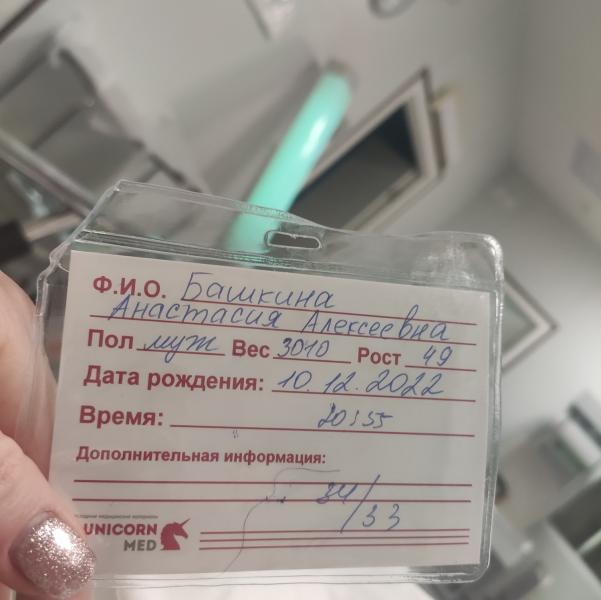 Ф.И.О. Башкина
Анастасия Алексеевна
Пол муж Вес 3010 Рост 49
Дата рождения: 10.12.2022
Время: 20:55
Дополнительная информация:
34/33
UNICORN
MED